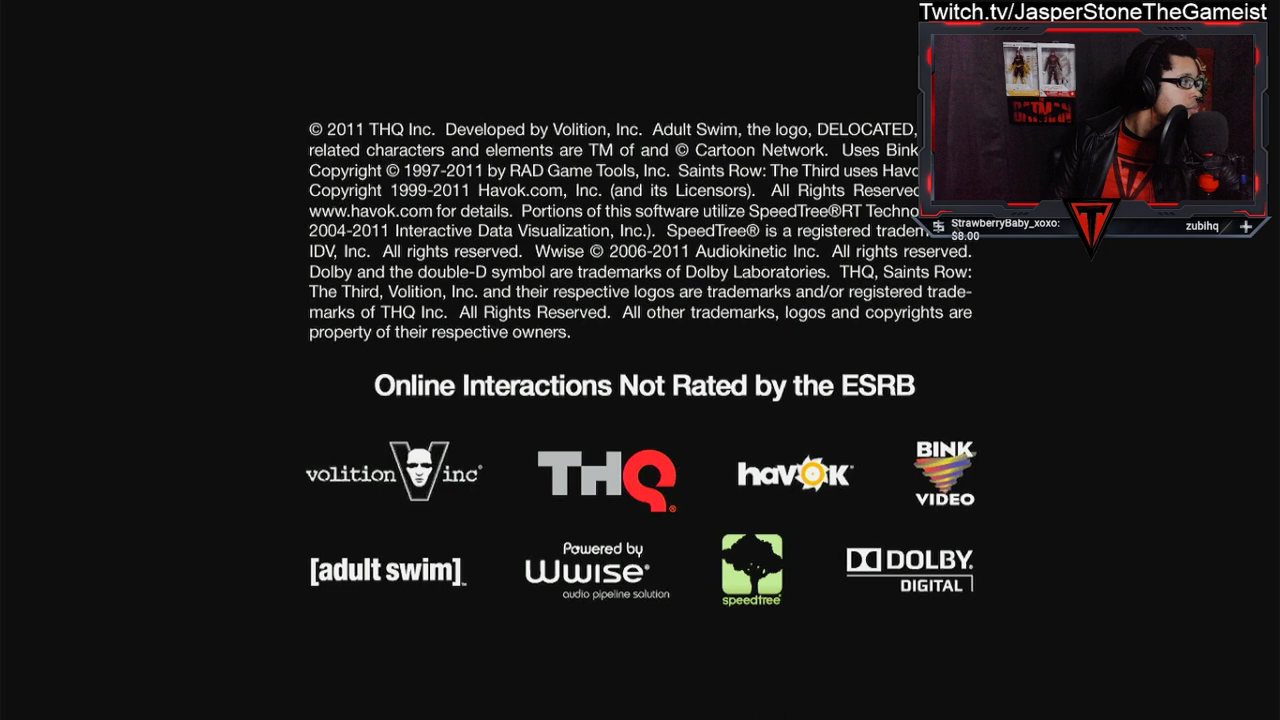 Twitch.tv/JasperStoneTheGameist
© 2011 THQ Inc. Developed by Volition, Inc. Adult Swim, the logo, DELOCATED,
related characters and elements are TM of and © Cartoon Network. Uses Bink
Copyright © 1997-2011 by RAD Game Tools, Inc. Saints Row: The Third uses Havo
Copyright 1999-2011 Havok.com, Inc. (and its Licensors). All Rights Reserved
www.havok.com for details. Portions of this software utilize SpeedTree®RT Techno
2004-2011 Interactive Data Visualization, Inc.). SpeedTree® is a registered
IDV, Inc. All rights reserved. Wwise © 2006-2011 Audiokinetic Inc. All rights reserved.
Dolby and the double-D symbol are trademarks of Dolby Laboratories. THQ, Saints Row:
The Third, Volition, Inc. and their respective logos are trademarks and/or registered trade-
marks of THQ Inc. All Rights Reserved. All other trademarks, logos and copyrights are
property of their respective owners.
StrawberryBaby_xoxo:
$8.00
zubihq
Online Interactions Not Rated by the ESRB
volition V inc®
THQ®
havok®
BINK
VIDEO
[adult swim]™
Powered by
Wwise®
audio pipeline solution
speedtree®
DOLBY®
DIGITAL